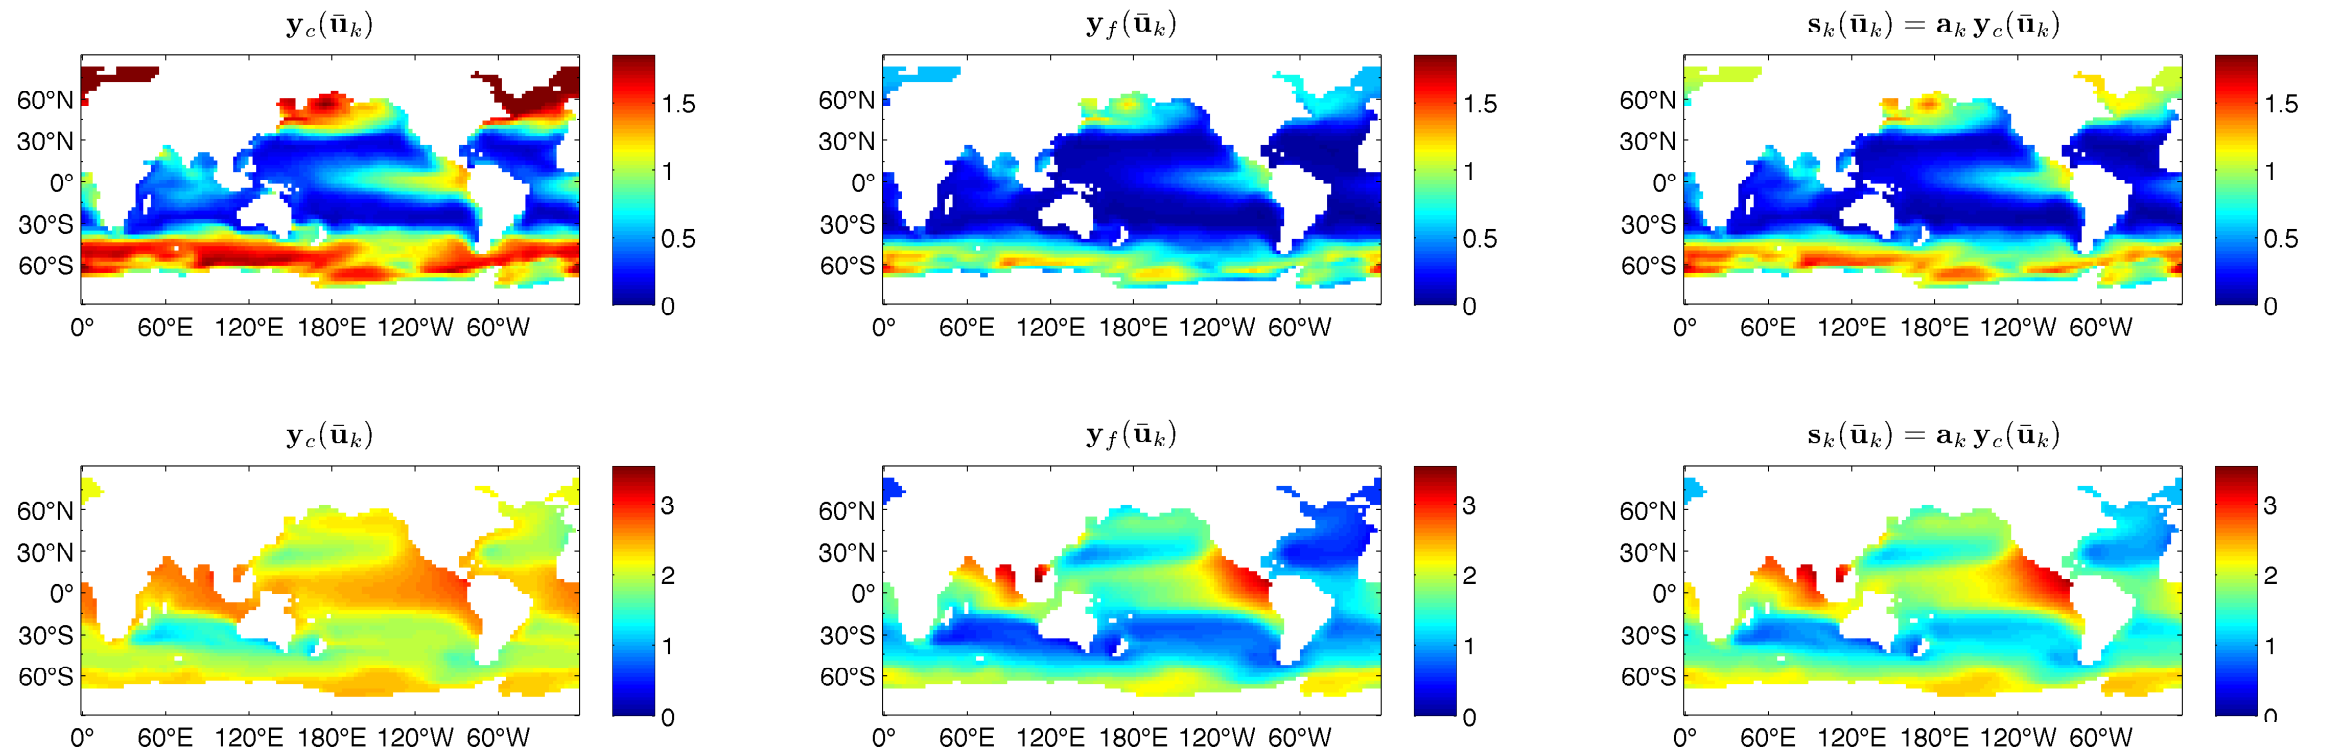 y_c(ū_k) y_f(ū_k) s_k(ū_k) = a_k y_c(ū_k)
60°N 1.5 60°N 1.5 60°N 1.5
30°N 30°N 30°N
1 1 1
0° 0° 0°
30°S 0.5 30°S 0.5 30°S 0.5
60°S 60°S 60°S
0 0 0
0° 60°E 120°E 180°E 120°W 60°W 0° 60°E 120°E 180°E 120°W 60°W 0° 60°E 120°E 180°E 120°W 60°W
y_c(ū_k) y_f(ū_k) s_k(ū_k) = a_k y_c(ū_k)
60°N 3 60°N 3 60°N 3
30°N 30°N 30°N
2 2 2
0° 0° 0°
30°S 1 30°S 1 30°S 1
60°S 60°S 60°S
0 0 0
0° 60°E 120°E 180°E 120°W 60°W 0° 60°E 120°E 180°E 120°W 60°W 0° 60°E 120°E 180°E 120°W 60°W